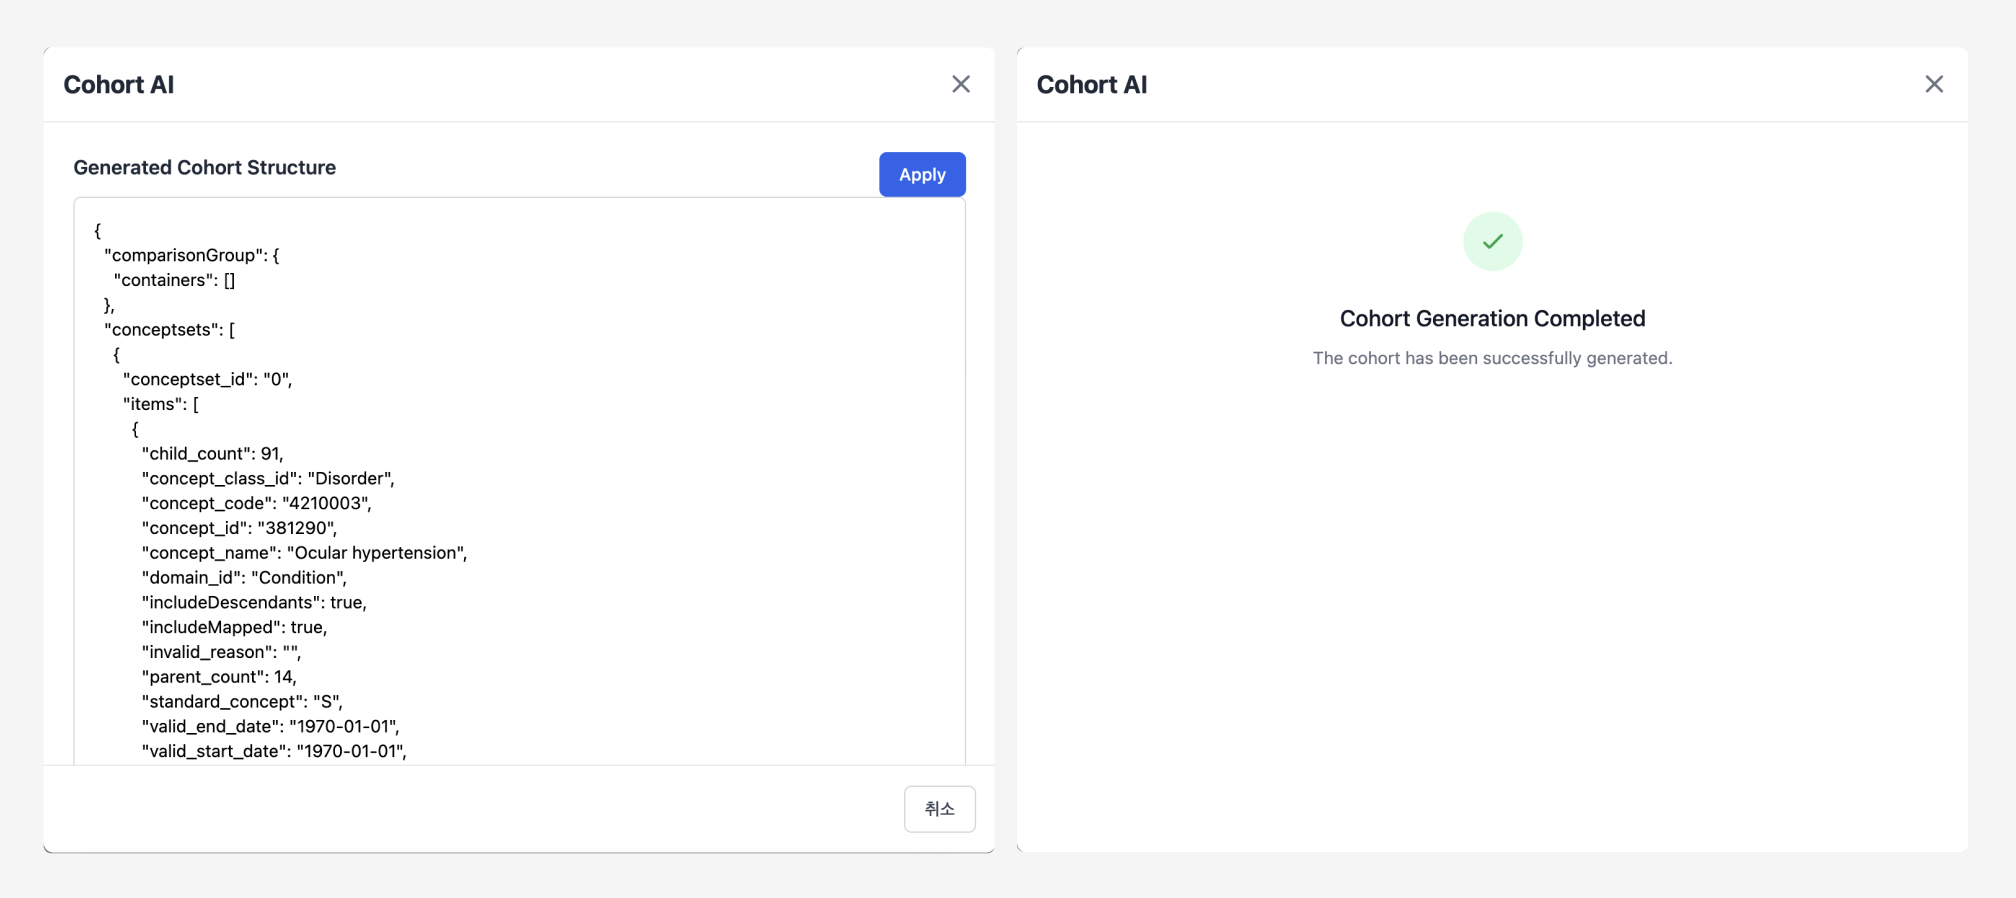 Cohort AI
Generated Cohort Structure
Apply
{
"comparisonGroup": {
"containers": []
},
"conceptsets": [
{
"conceptset_id": "0",
"items": [
{
"child_count": 91,
"concept_class_id": "Disorder",
"concept_code": "4210003",
"concept_id": "381290",
"concept_name": "Ocular hypertension",
"domain_id": "Condition",
"includeDescendants": true,
"includeMapped": true,
"invalid_reason": "",
"parent_count": 14,
"standard_concept": "S",
"valid_end_date": "1970-01-01",
"valid_start_date": "1970-01-01",
취소
Cohort AI
Cohort Generation Completed
The cohort has been successfully generated.